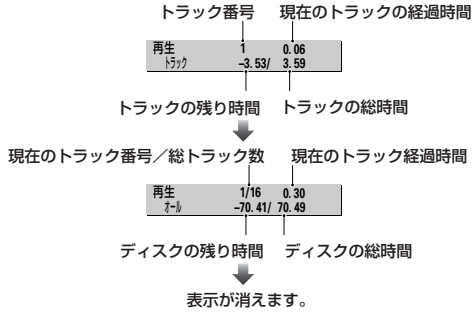 トラック番号 現在のトラックの経過時間
再生 1 0.06
トラック -3.53/ 3.59
トラックの残り時間 トラックの総時間
現在のトラック番号／総トラック数 現在のトラック経過時間
再生 1/16 0.30
オール -70.41/ 70.49
ディスクの残り時間 ディスクの総時間
表示が消えます。